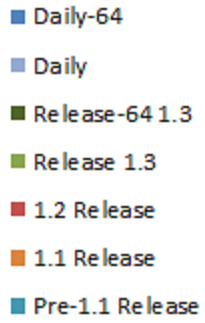 Daily-64
Daily
Release-64 1.3
Release 1.3
1.2 Release
1.1 Release
Pre-1.1 Release